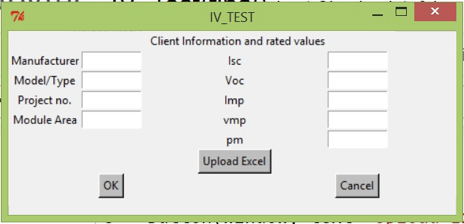 IV_TEST
Client Information and rated values
Manufacturer Isc
Model/Type Voc
Project no. Imp
Module Area vmp
pm
Upload Excel
OK Cancel